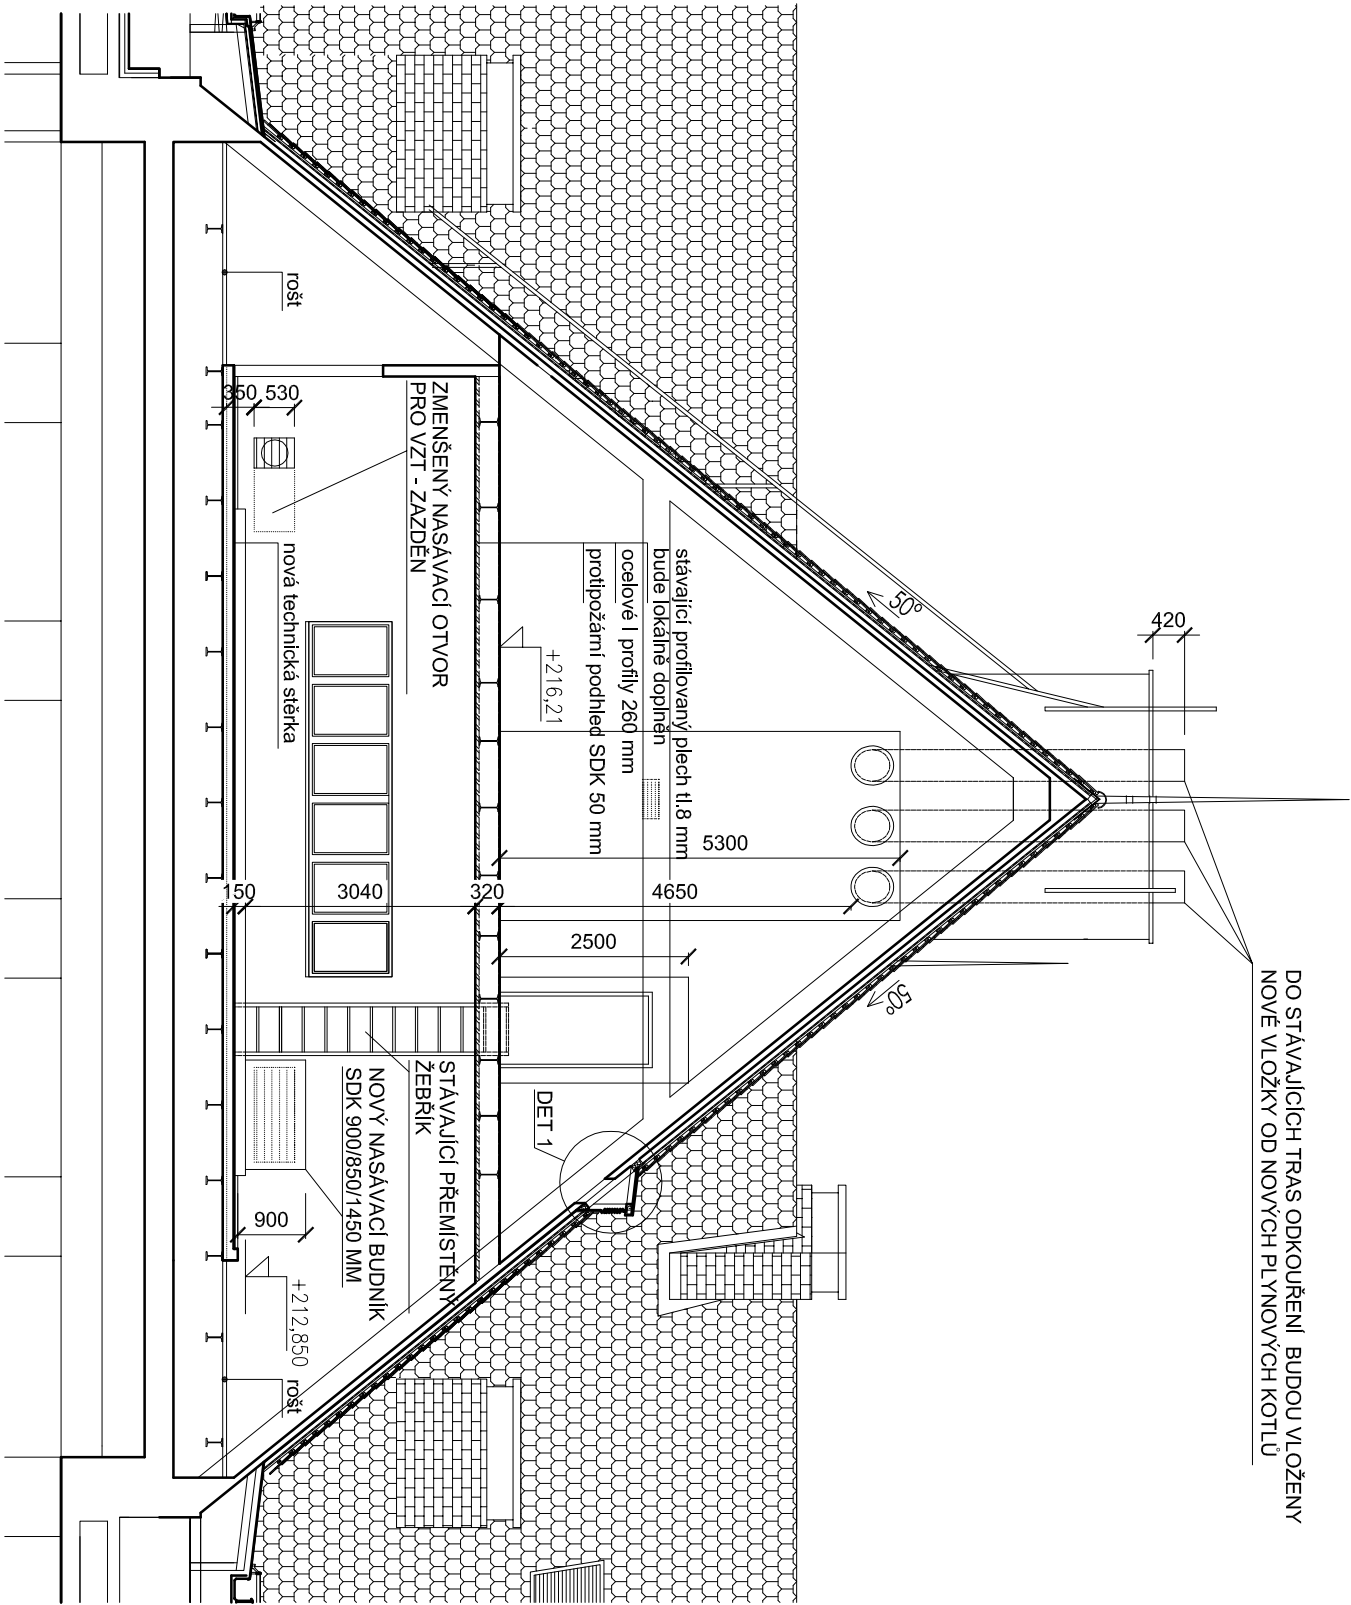 DO STÁVAJÍCÍCH TRAS ODKOUŘENÍ BUDOU VLOŽENY
NOVÉ VLOŽKY OD NOVÝCH PLYNOVÝCH KOTLŮ
420
50°
50°
stávající profilovaný plech tl.8 mm
bude lokálně doplněn
ocelové I profily 260 mm
protipožární podhled SDK 50 mm
+216,21
5300
4650
2500
320
3040
150
DET 1
ZMENŠENÝ NASÁVACÍ OTVOR
PRO VZT - ZAZDĚN
STÁVAJÍCÍ PŘEMÍSTĚNÝ
ŽEBŘÍK
NOVÝ NASÁVACÍ BUDNÍK
SDK 900/850/1450 MM
nová technická stěrka
350
530
900
+212,850
rošt
rošt